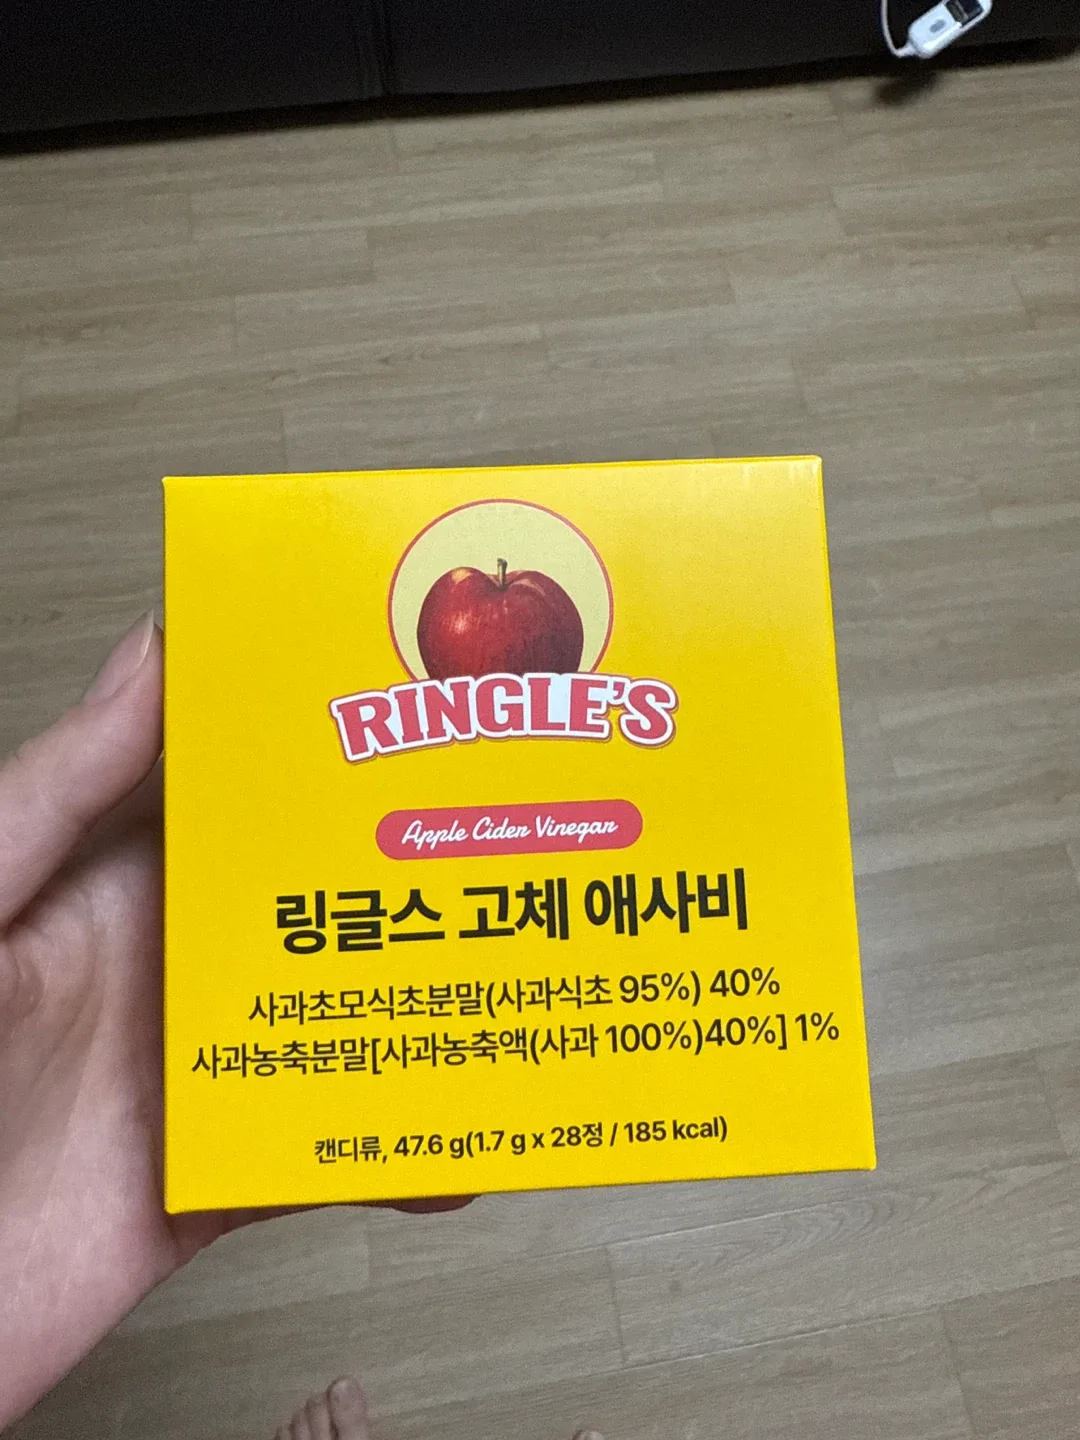 RINGLE'S
Apple Cider Vinegar
링글스 고체 애사비
사과초모식초분말(사과식초 95%) 40%
사과농축분말[사과농축액(사과 100%)40%] 1%
캔디류, 47.6 g(1.7 g x 28정 / 185 kcal)